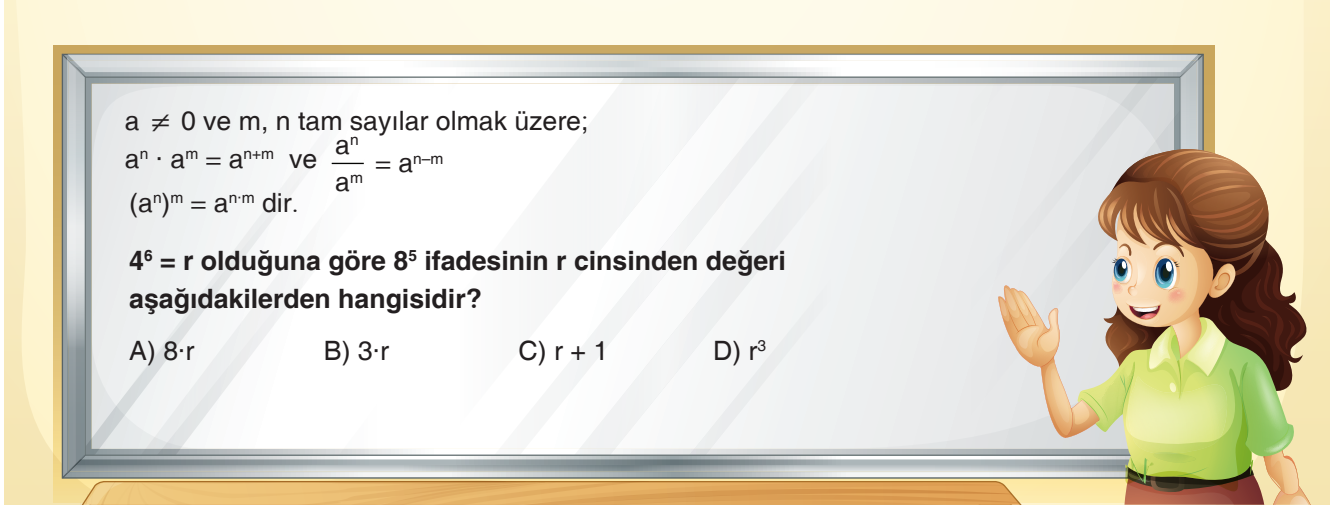 a ≠ 0 ve m, n tam sayılar olmak üzere;
aⁿ · aᵐ = aⁿ⁺ᵐ ve aⁿ/aᵐ = aⁿ⁻ᵐ
(aⁿ)ᵐ = aⁿ·ᵐ dir.
4⁶ = r olduğuna göre 8⁵ ifadesinin r cinsinden değeri
aşağıdakilerden hangisidir?
A) 8·r B) 3·r C) r + 1 D) r³